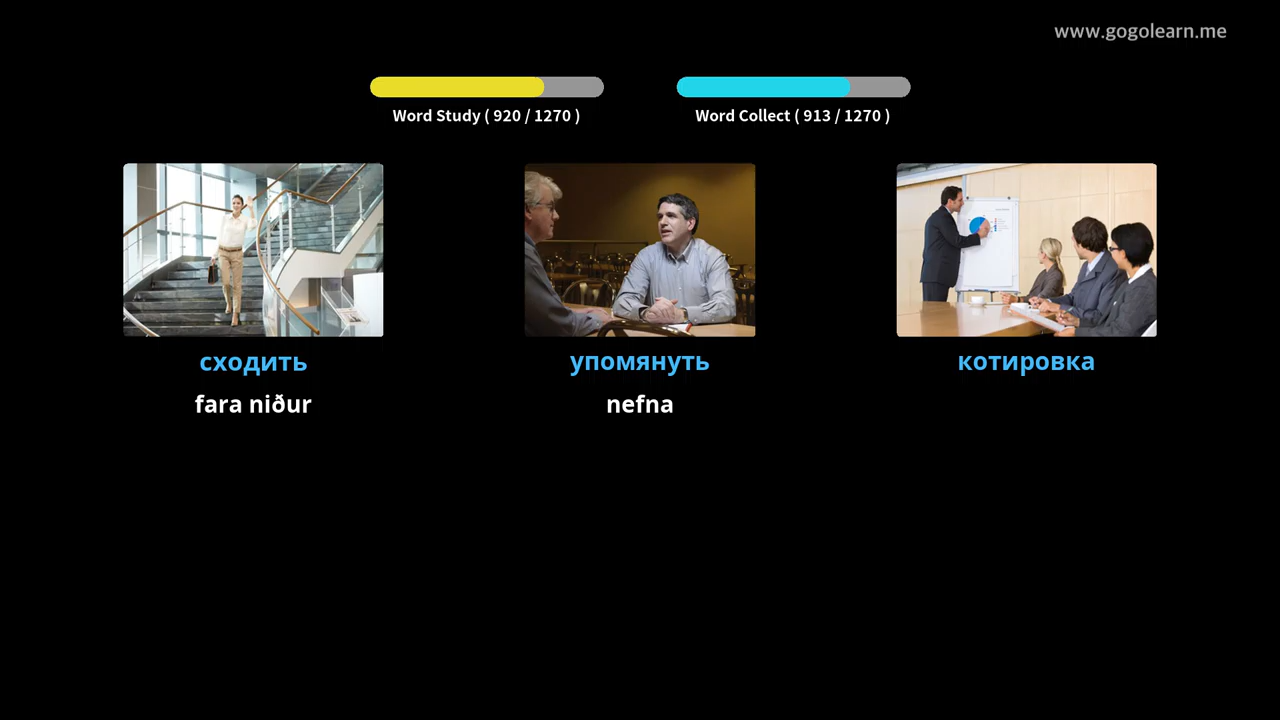 www.gogolearn.me
Word Study ( 920 / 1270 )
Word Collect ( 913 / 1270 )
сходить
упомянуть
котировка
fara niður
nefna